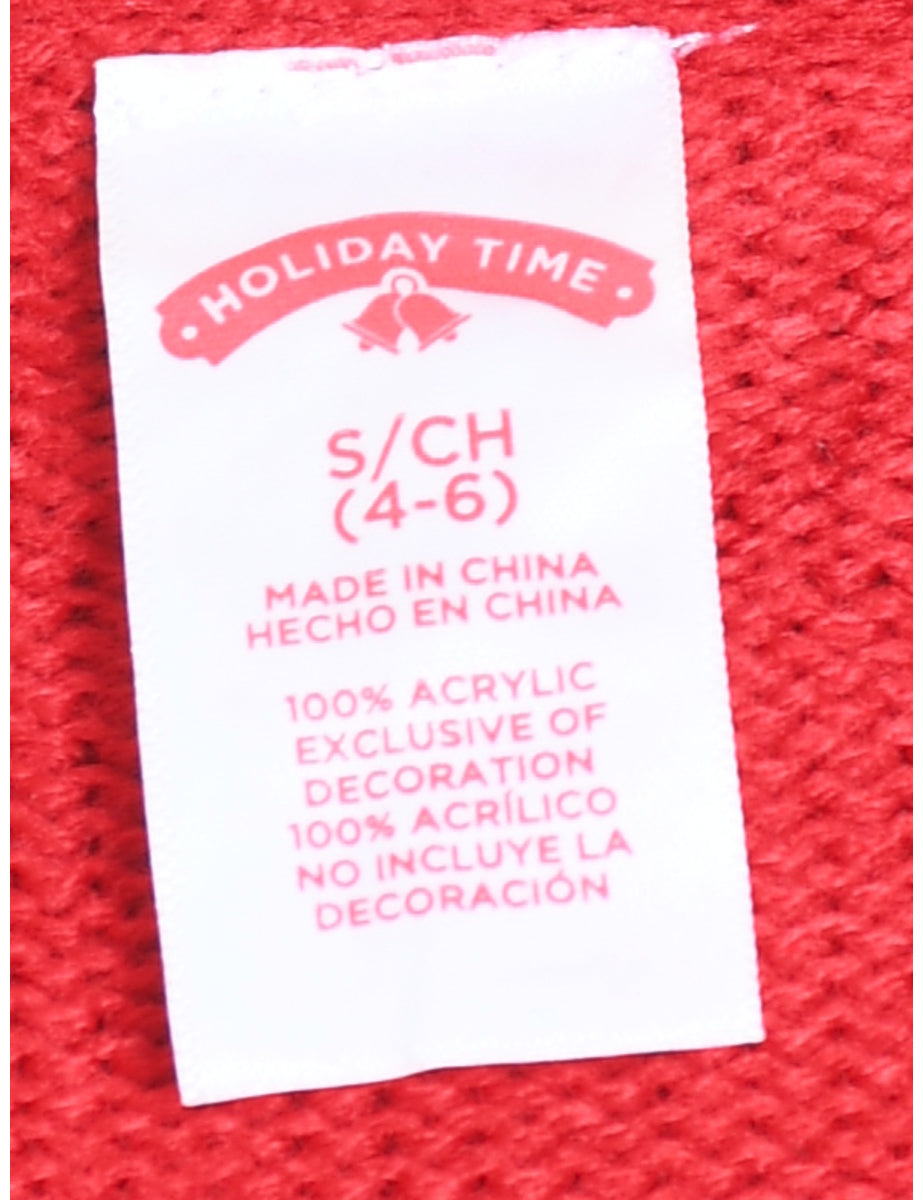 HOLIDAY TIME
S/CH
(4-6)
MADE IN CHINA
HECHO EN CHINA
100% ACRYLIC
EXCLUSIVE OF
DECORATION
100% ACRÍLICO
NO INCLUYE LA
DECORACIÓN